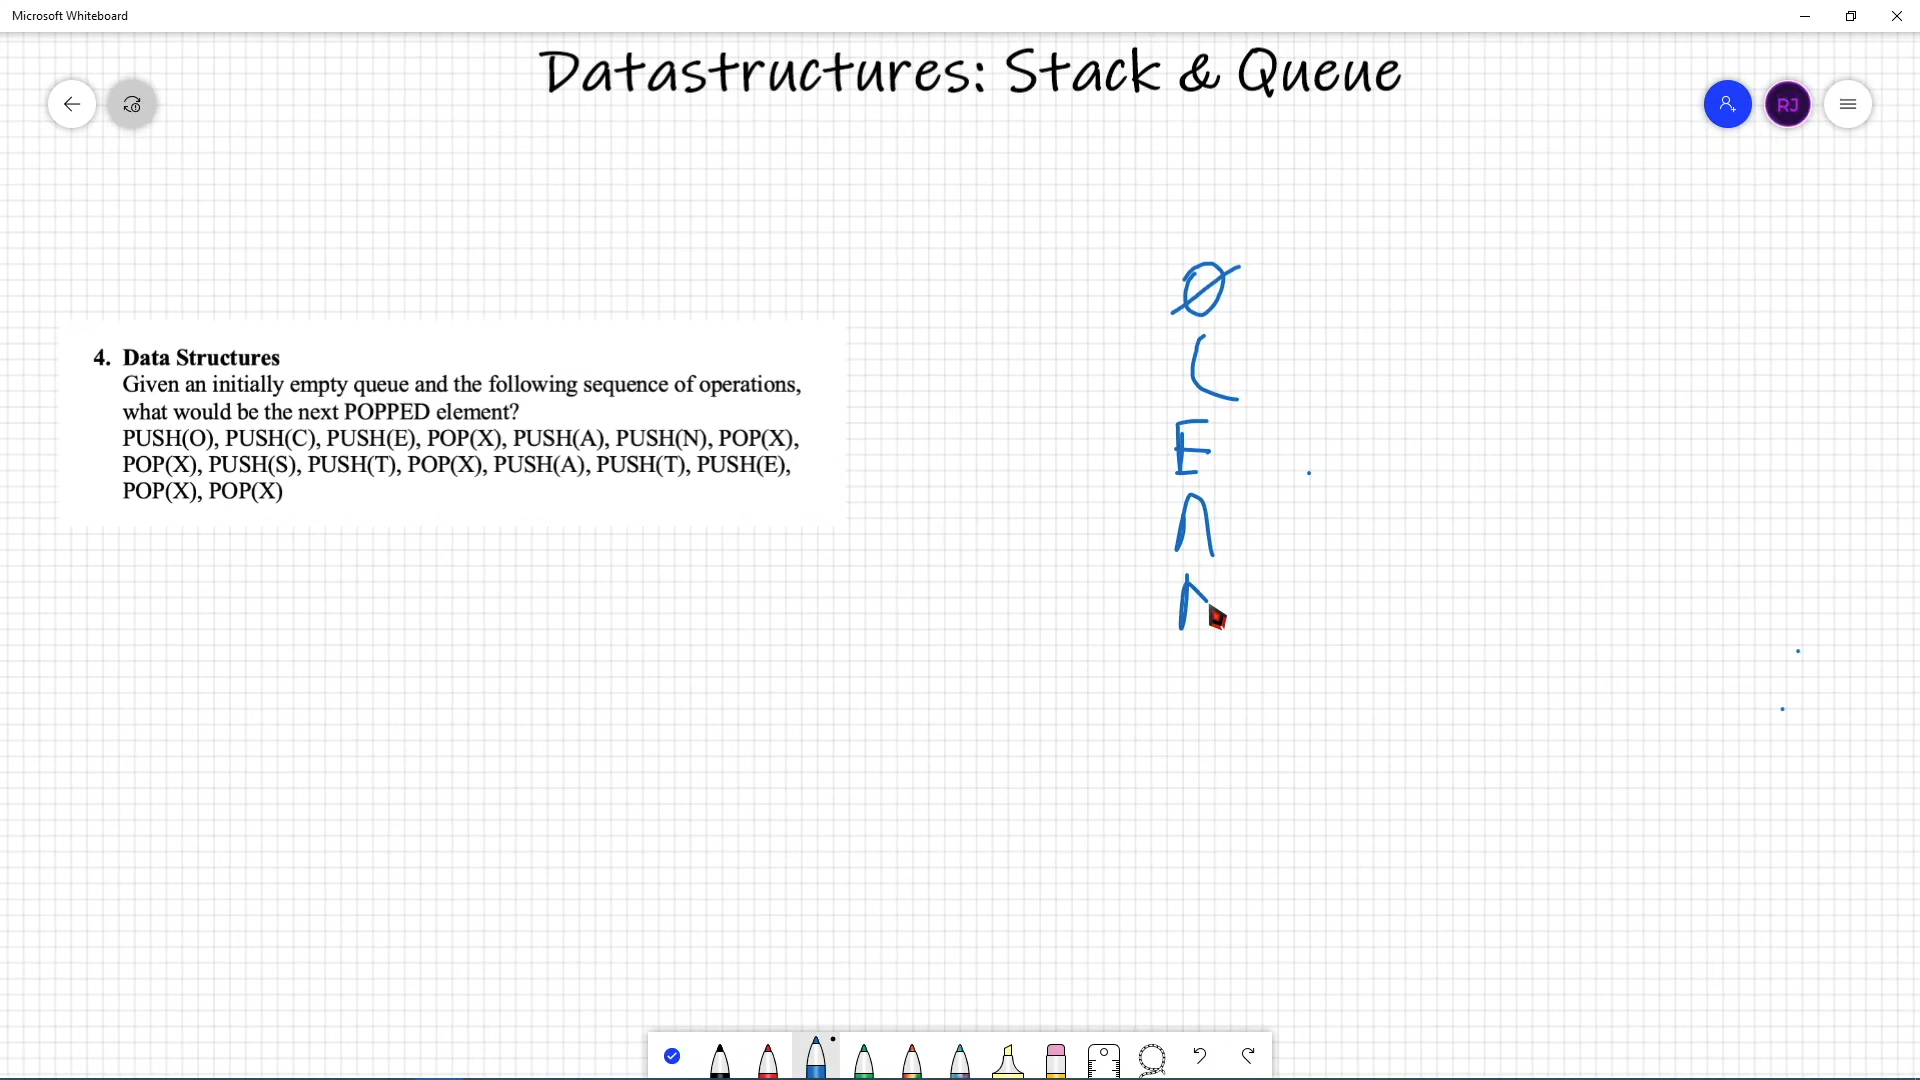 Microsoft Whiteboard
Datastructures: Stack & Queue
RJ
4. Data Structures
Given an initially empty queue and the following sequence of operations,
what would be the next POPPED element?
PUSH(O), PUSH(C), PUSH(E), POP(X), PUSH(A), PUSH(N), POP(X),
POP(X), PUSH(S), PUSH(T), POP(X), PUSH(A), PUSH(T), PUSH(E),
POP(X), POP(X)
O
C
E
A